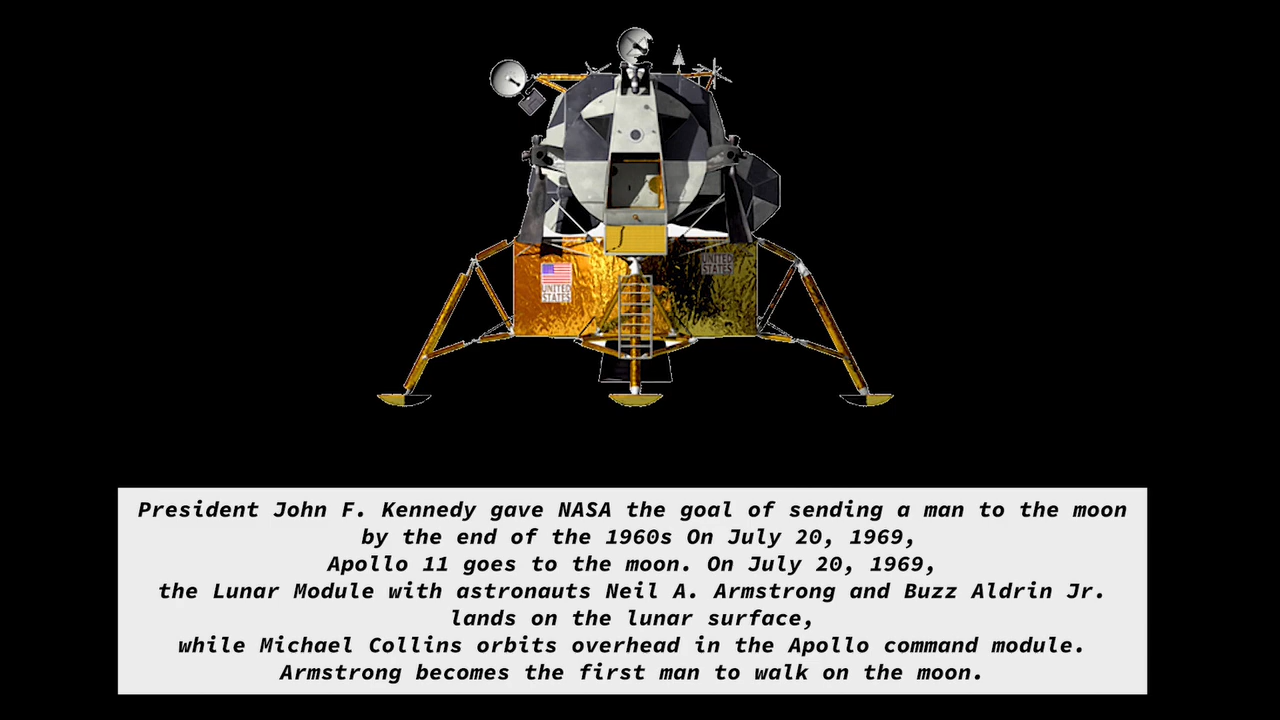 UNITED
STATES
UNITED
STATES
President John F. Kennedy gave NASA the goal of sending a man to the moon
by the end of the 1960s On July 20, 1969,
Apollo 11 goes to the moon. On July 20, 1969,
the Lunar Module with astronauts Neil A. Armstrong and Buzz Aldrin Jr.
lands on the lunar surface,
while Michael Collins orbits overhead in the Apollo command module.
Armstrong becomes the first man to walk on the moon.